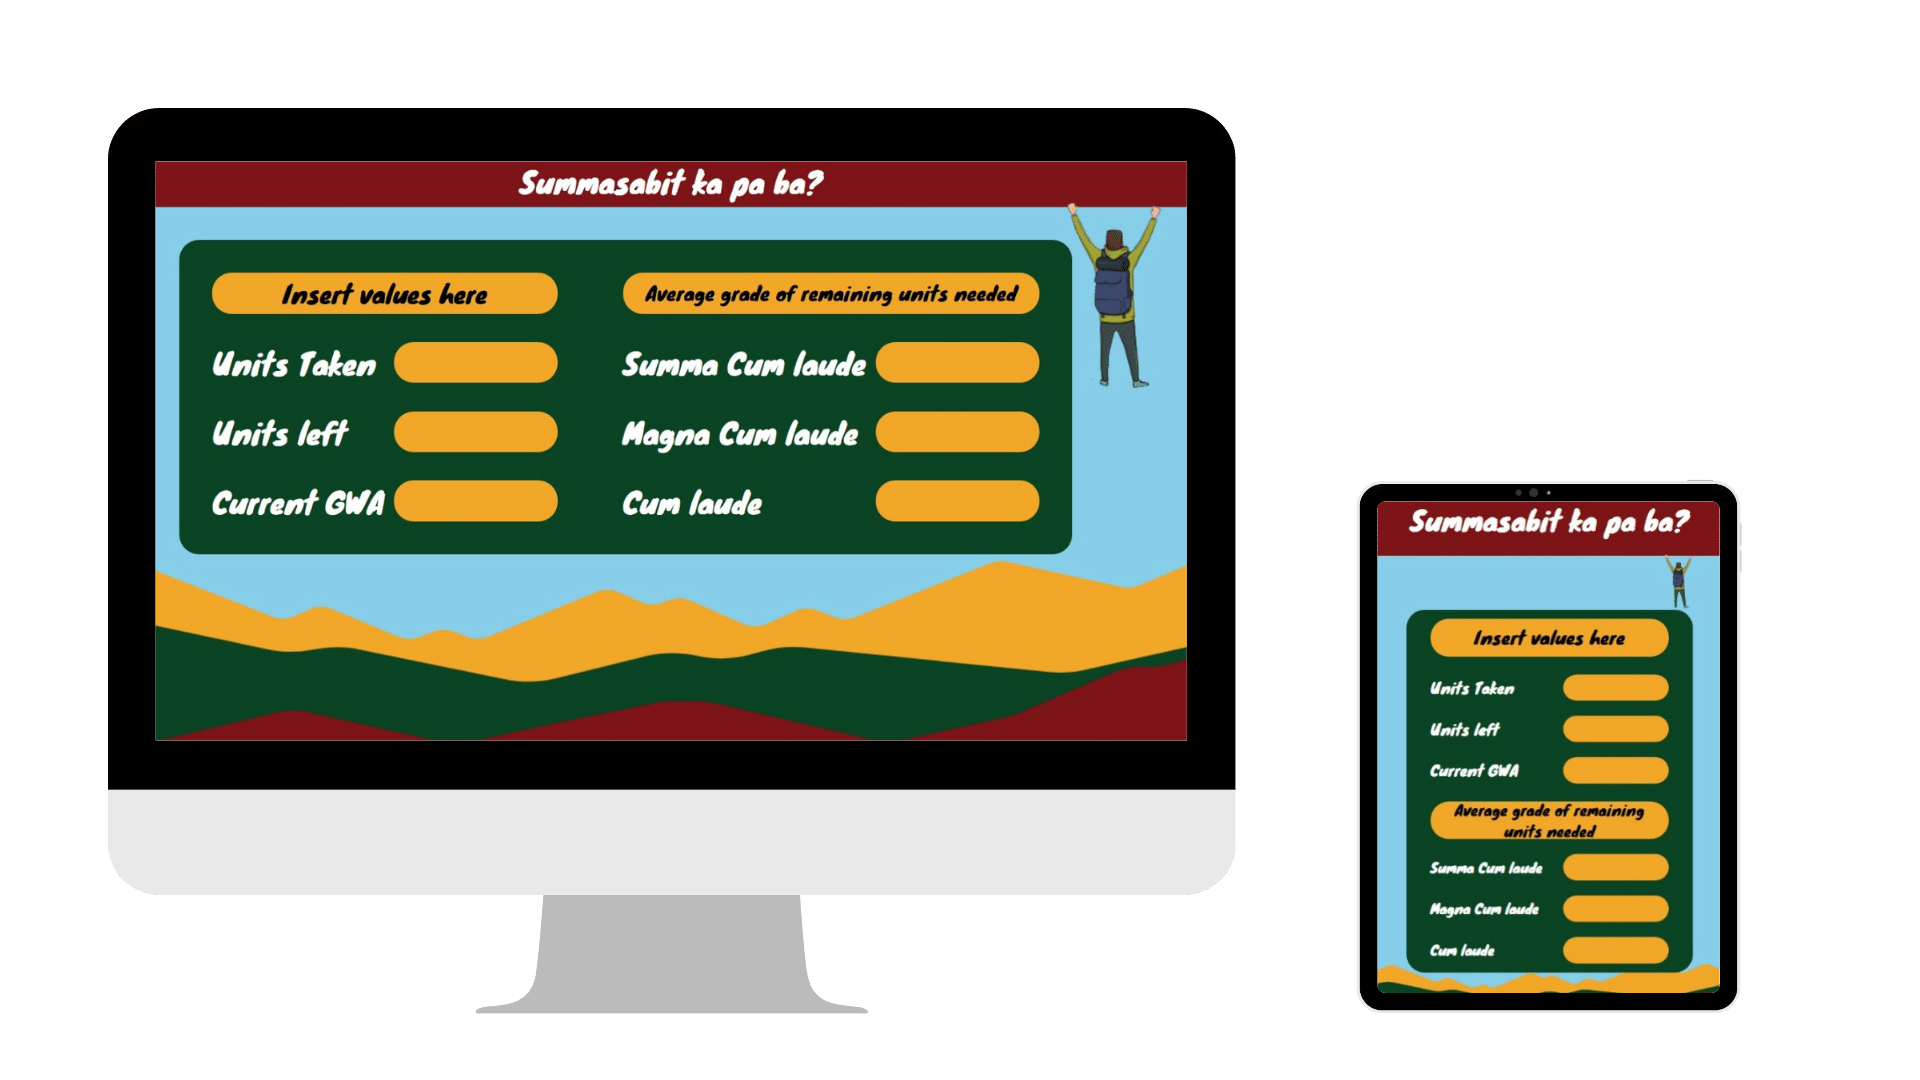 Summasabit ka pa ba?
Insert values here
Units Taken
Units left
Current GWA
Average grade of remaining units needed
Summa Cum laude
Magna Cum laude
Cum laude
Summasabit ka pa ba?
Insert values here
Units Taken
Units left
Current GWA
Average grade of remaining
units needed
Summa Cum laude
Magna Cum laude
Cum laude